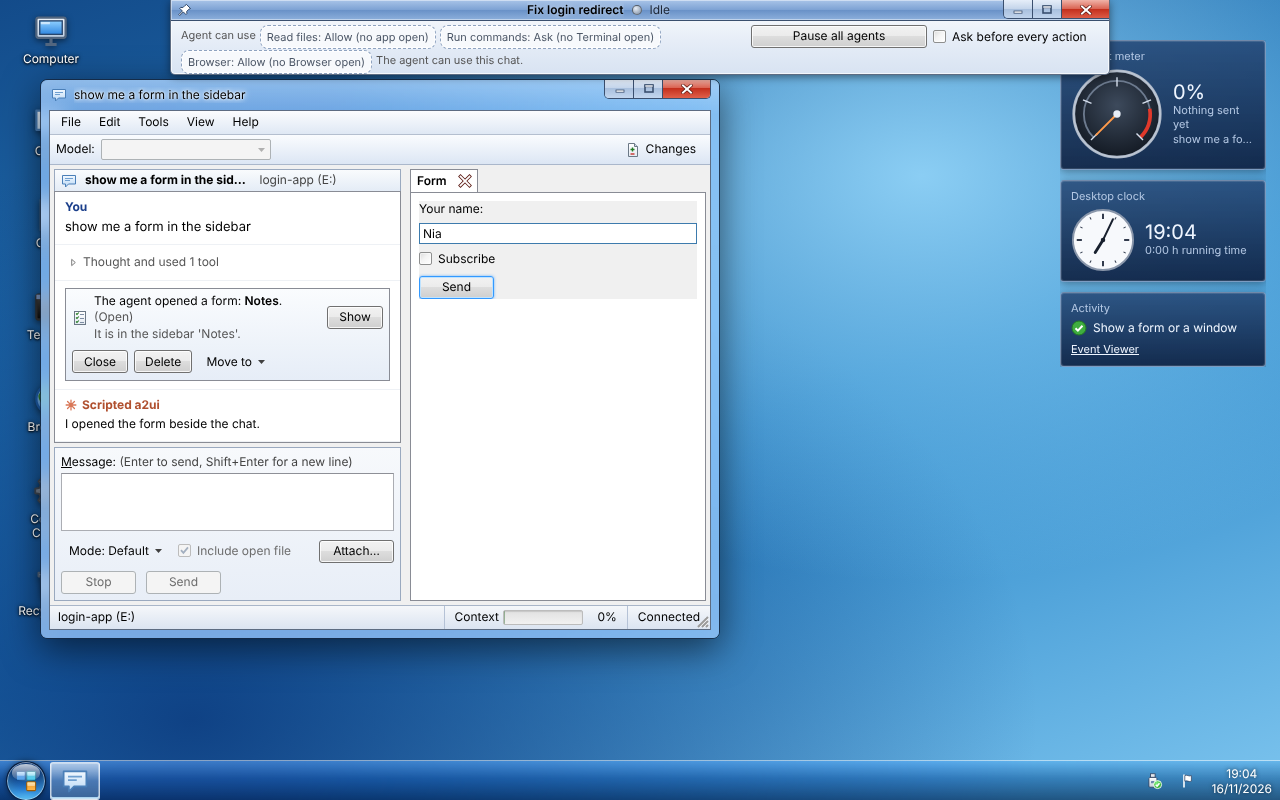 Fix login redirect Idle
Agent can use Read files: Allow (no app open) Run commands: Ask (no Terminal open)
Browser: Allow (no Browser open) The agent can use this chat.
Pause all agents Ask before every action
Computer
show me a form in the sidebar
File Edit Tools View Help
Model: Changes
show me a form in the sid... login-app (E:)
You
show me a form in the sidebar
Thought and used 1 tool
The agent opened a form: Notes.
(Open)
It is in the sidebar 'Notes'.
Show
Close Delete Move to
Scripted a2ui
I opened the form beside the chat.
Message: (Enter to send, Shift+Enter for a new line)
Mode: Default Include open file Attach...
Stop Send
Form
Your name:
Nia
Subscribe
Send
login-app (E:) Context 0% Connected
meter
0%
Nothing sent
yet
show me a fo...
Desktop clock
19:04
0:00 h running time
Activity
Show a form or a window
Event Viewer
19:04
16/11/2026